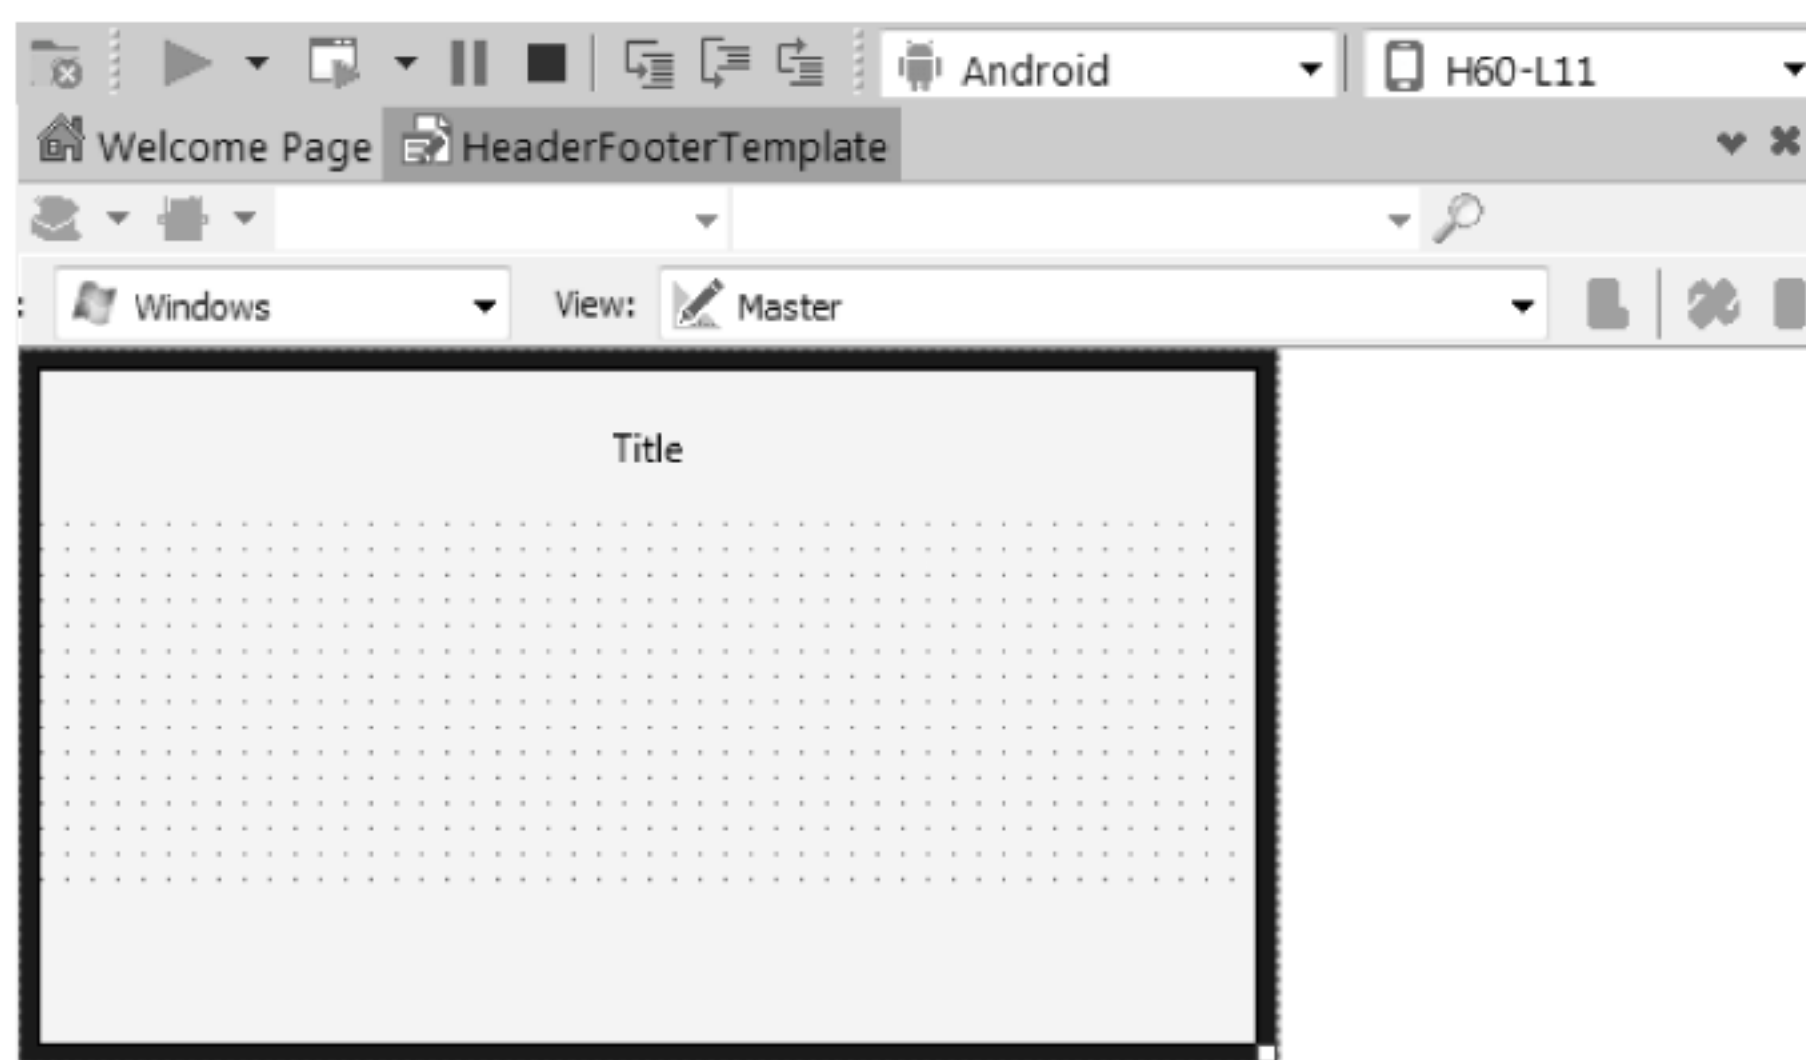 Android H60-L11
Welcome Page HeaderFooterTemplate
: Windows View: Master
Title